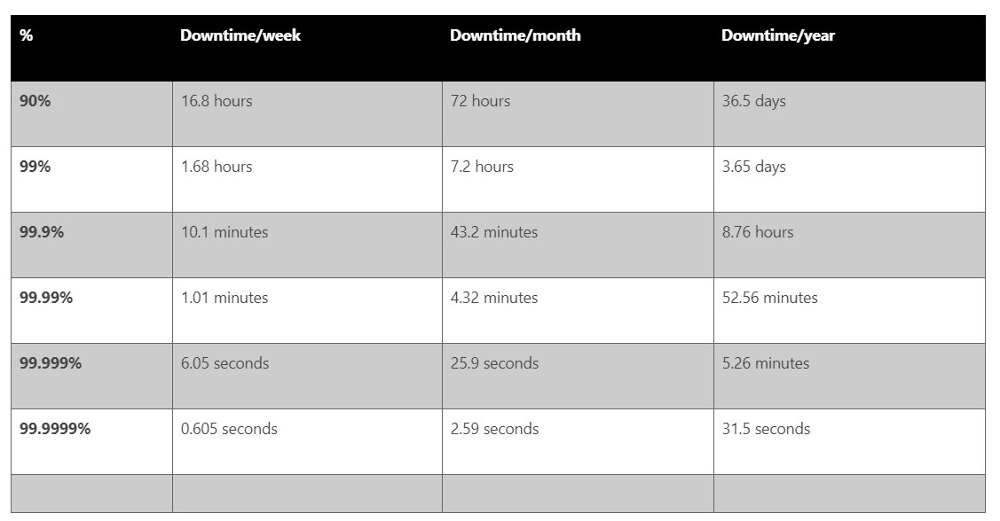 % Downtime/week Downtime/month Downtime/year
90% 16.8 hours 72 hours 36.5 days
99% 1.68 hours 7.2 hours 3.65 days
99.9% 10.1 minutes 43.2 minutes 8.76 hours
99.99% 1.01 minutes 4.32 minutes 52.56 minutes
99.999% 6.05 seconds 25.9 seconds 5.26 minutes
99.9999% 0.605 seconds 2.59 seconds 31.5 seconds